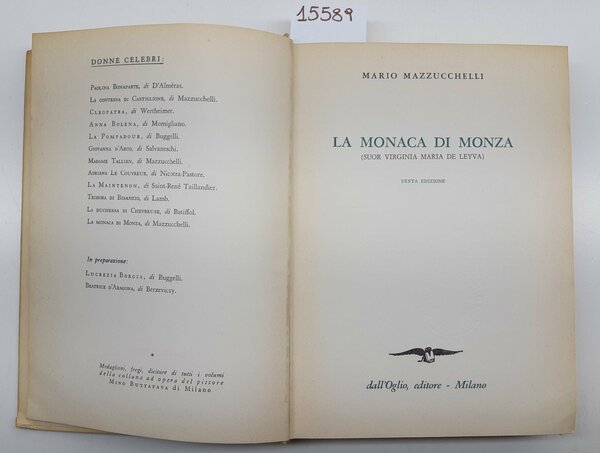 15589
DONNE CELEBRI:
PAOLINA BONAPARTE, di D'Alméras.
LA CONTESSA DI CASTIGLIONE, di Mazzucchelli.
CLEOPATRA, di Wertheimer.
ANNA BOLENA, di Momigliano.
LA POMPADOUR, di Buggelli.
GIOVANNA D'ARCO, di Salvaneschi.
MADAME TALLIEN, di Mazzucchelli.
ADRIANA LE COUVREUR, di Nicotra-Pastore.
LA MAINTENON, di Saint-René Taillandier.
TEODORA DI BISANZIO, di Lamb.
LA DUCHESSA DI CHEVREUSE, di Batiffol.
LA MONACA DI MONZA, di Mazzucchelli.
In preparazione:
LUCREZIA BORGIA, di Buggelli.
BEATRICE D'ARAGONA, di Berzeviczy.
*
Medaglioni, fregi, diciture di tutti i volumi
della collana ad opera del pittore
MINO BUTTAFAVA di Milano
MARIO MAZZUCCHELLI
LA MONACA DI MONZA
(SUOR VIRGINIA MARIA DE LEYVA)
SESTA EDIZIONE
dall'Oglio, editore - Milano